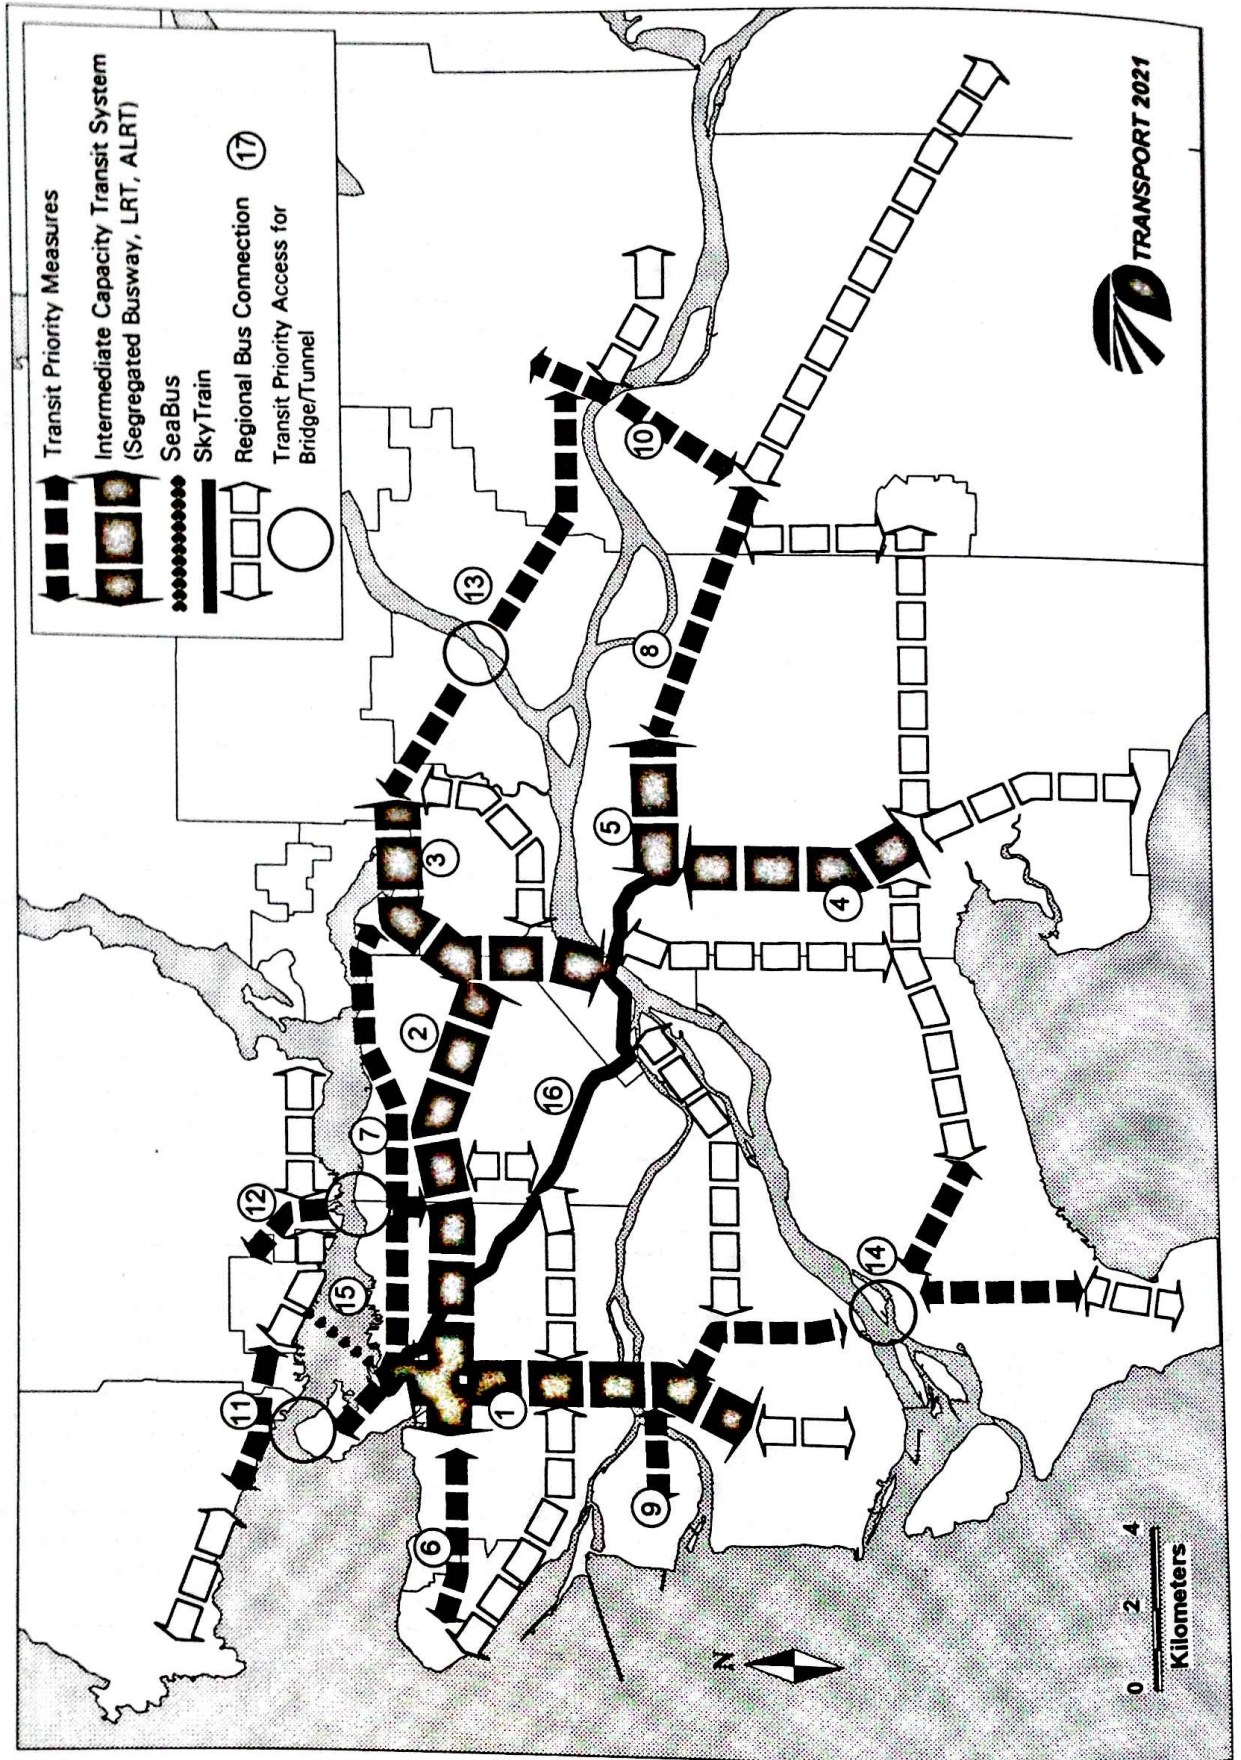 Transit Priority Measures
Intermediate Capacity Transit System
(Segregated Busway, LRT, ALRT)
SeaBus
SkyTrain
Regional Bus Connection 17
Transit Priority Access for
Bridge/Tunnel
11
12
15
7
6
2
3
13
1
16
5
8
10
9
14
4
N
0 2 4
Kilometers
TRANSPORT 2021